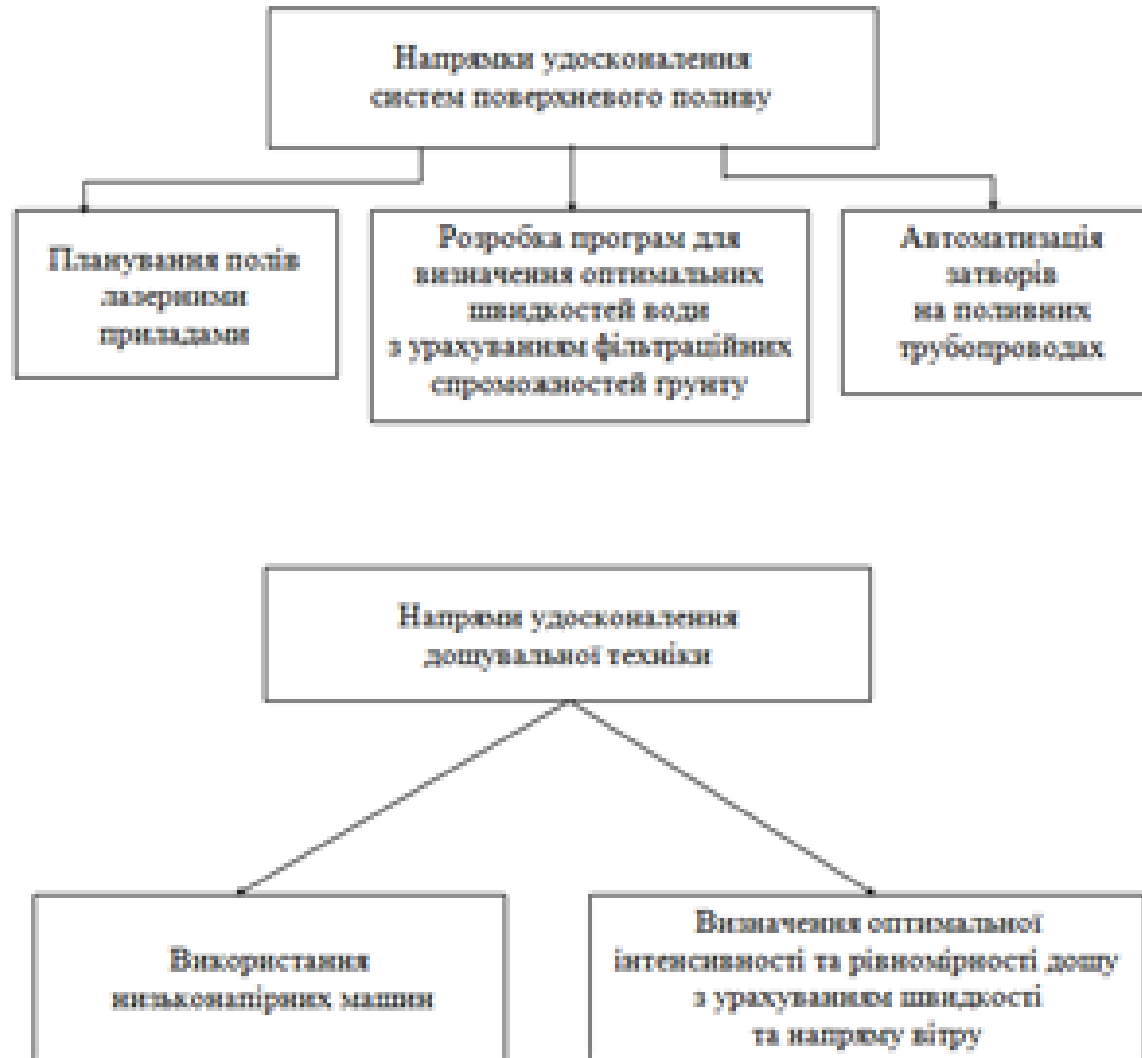 Напрямки удосконалення
систем поверхневого поливу
Планування полів
лазерними
приладами
Розробка програм для
визначення оптимальних
швидкостей води
з урахуванням фільтраційних
спроможностей ґрунту
Автоматизація
затворів
на поливних
трубопроводах
Напрями удосконалення
дощувальної техніки
Використання
низьконапірних машин
Визначення оптимальної
інтенсивності та рівномірності дощу
з урахуванням швидкості
та напряму вітру